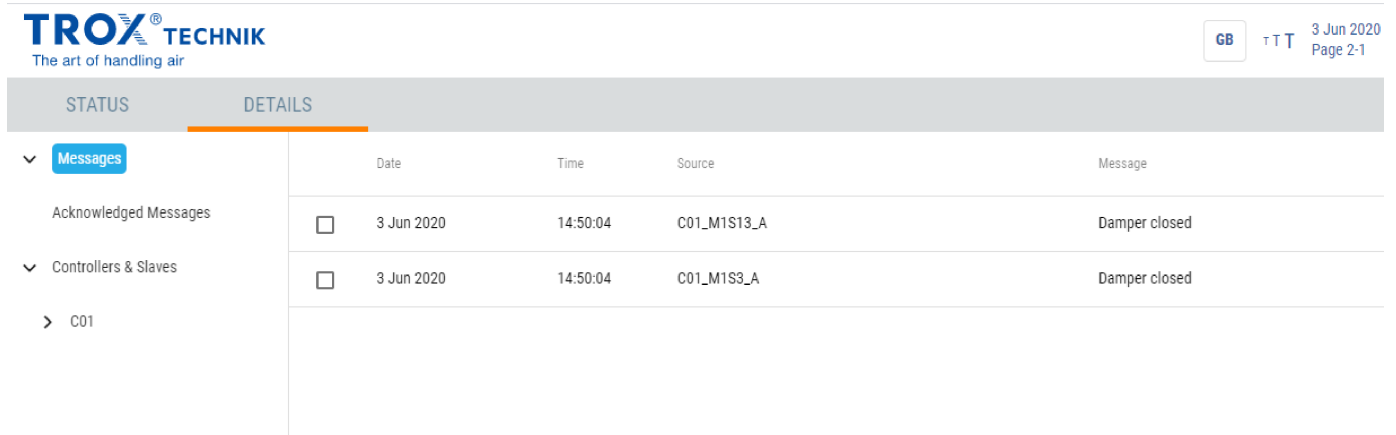 TROX® TECHNIK
The art of handling air
GB
T T T
3 Jun 2020
Page 2-1
STATUS DETAILS
Messages
Acknowledged Messages
Controllers & Slaves
C01
Date Time Source Message
3 Jun 2020 14:50:04 C01_M1S13_A Damper closed
3 Jun 2020 14:50:04 C01_M1S3_A Damper closed